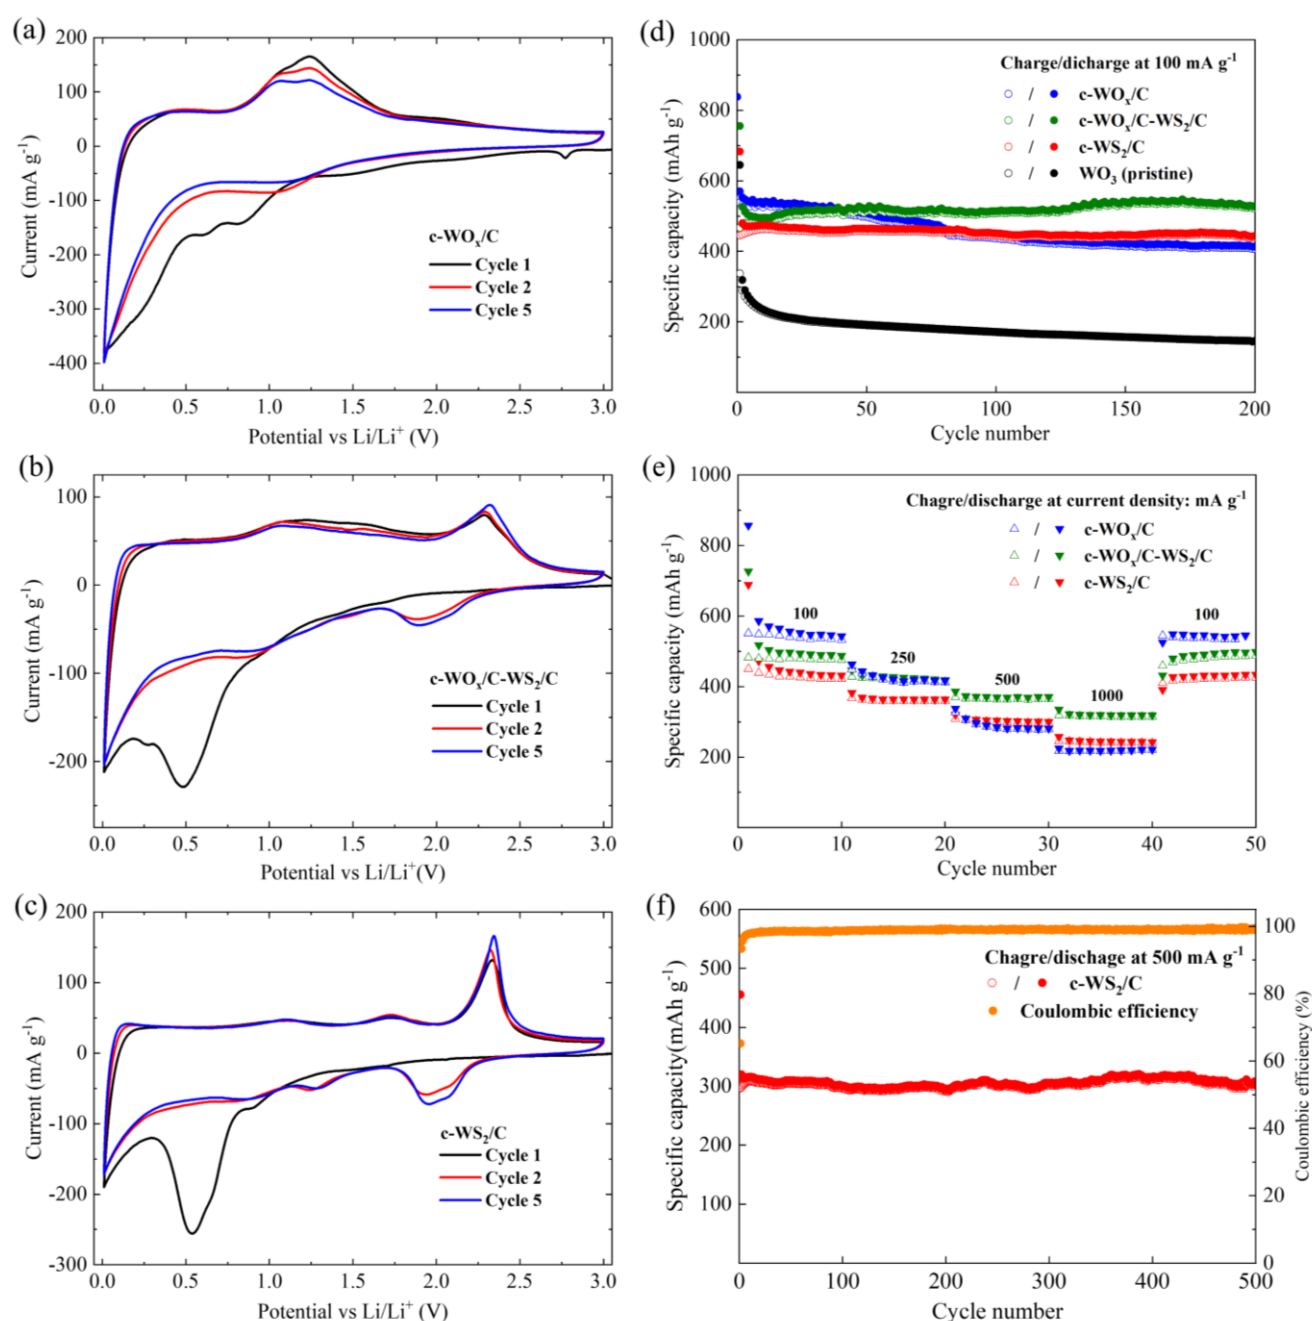 (a)
200
100
0
-100
-200
-300
-400
Current (mA g⁻¹)
c-WOₓ/C
Cycle 1
Cycle 2
Cycle 5
0.0 0.5 1.0 1.5 2.0 2.5 3.0
Potential vs Li/Li⁺ (V)
(d)
1000
800
600
400
200
Specific capacity (mAh g⁻¹)
Charge/dicharge at 100 mA g⁻¹
/ c-WOₓ/C
/ c-WOₓ/C-WS₂/C
/ c-WS₂/C
/ WO₃ (pristine)
0 50 100 150 200
Cycle number
(b)
100
0
-100
-200
Current (mA g⁻¹)
c-WOₓ/C-WS₂/C
Cycle 1
Cycle 2
Cycle 5
0.0 0.5 1.0 1.5 2.0 2.5 3.0
Potential vs Li/Li⁺(V)
(e)
1000
800
600
400
200
Specific capacity (mAh g⁻¹)
Chagre/discharge at current density: mA g⁻¹
/ c-WOₓ/C
/ c-WOₓ/C-WS₂/C
/ c-WS₂/C
100
250
500
1000
100
0 10 20 30 40 50
Cycle number
(c)
200
100
0
-100
-200
-300
Current (mA g⁻¹)
c-WS₂/C
Cycle 1
Cycle 2
Cycle 5
0.0 0.5 1.0 1.5 2.0 2.5 3.0
Potential vs Li/Li⁺ (V)
(f)
600
500
400
300
200
100
Specific capacity(mAh g⁻¹)
Chagre/dischage at 500 mA g⁻¹
/ c-WS₂/C
Coulombic efficiency
100
80
60
40
20
0
Coulombic efficiency (%)
0 100 200 300 400 500
Cycle number